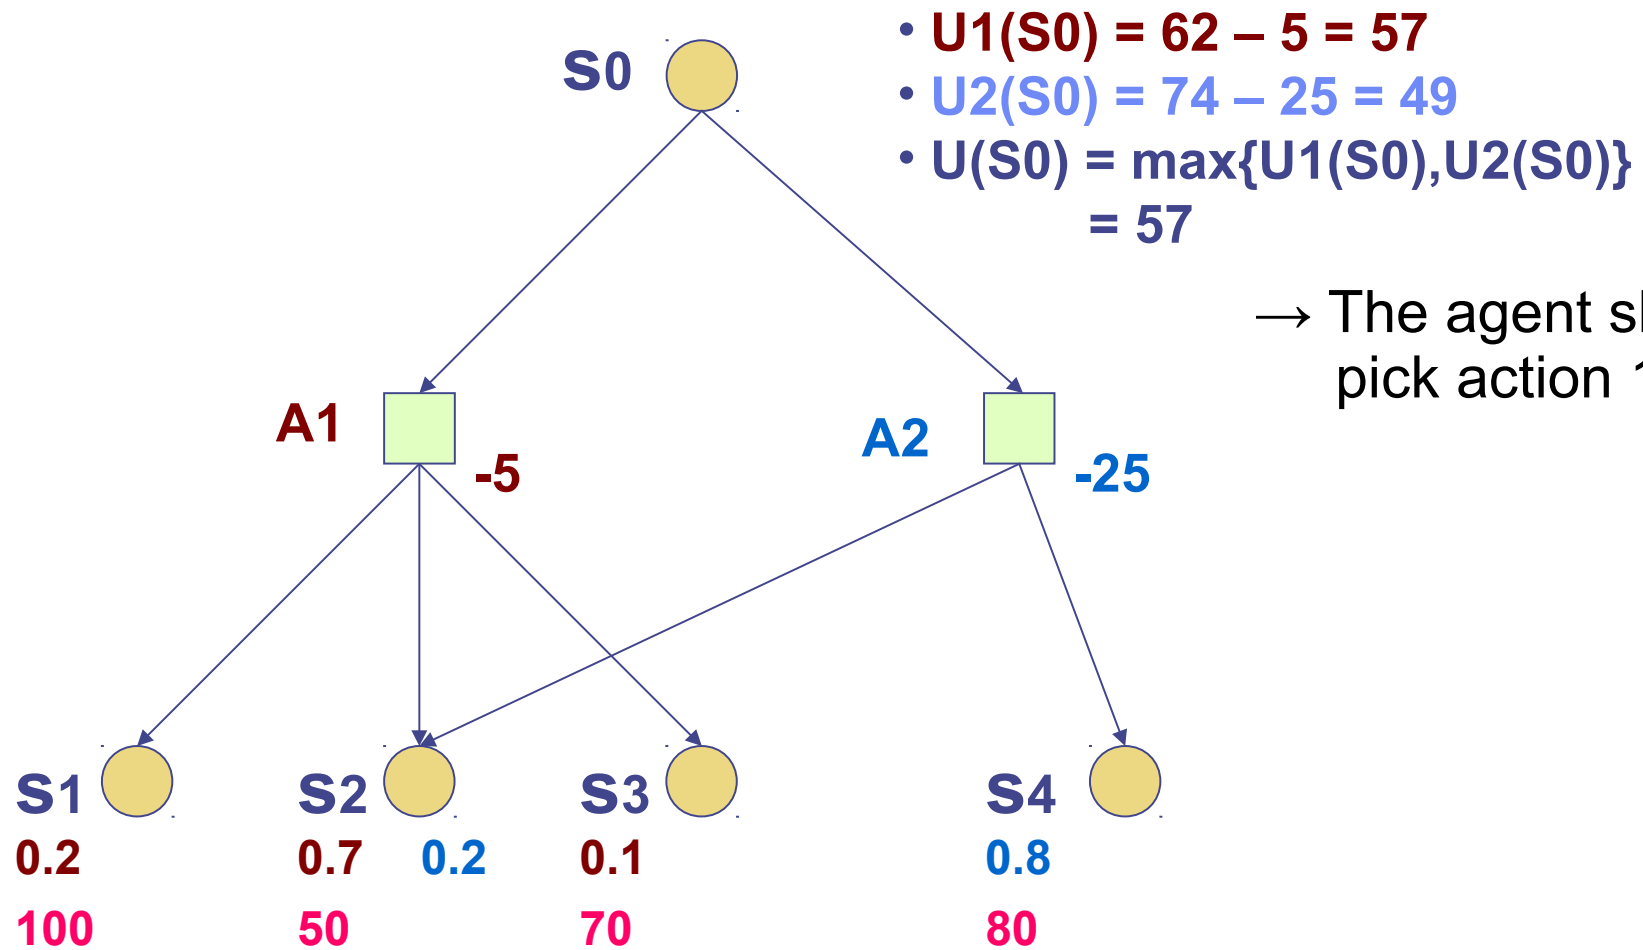 • U1(S0) = 62 – 5 = 57
s0
• U2(S0) = 74 – 25 = 49
• U(S0) = max{U1(S0),U2(S0)}
= 57
→ The agent
pick action
A1
A2
-5
-25
s1
s2
s3
s4
0.2
0.7
0.2
0.1
0.8
100
50
70
80